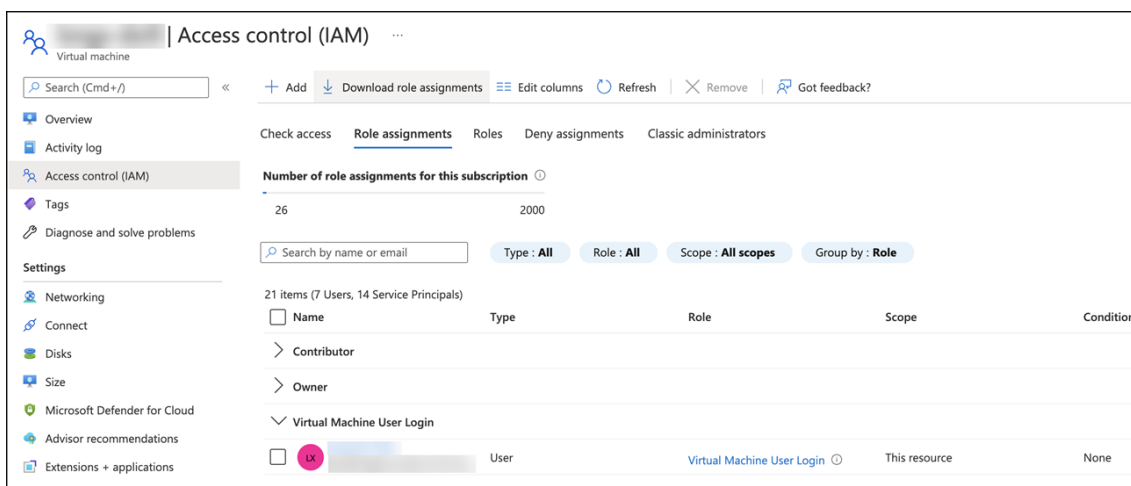 | Access control (IAM) ...
Virtual machine
Search (Cmd+/) «
Overview
Activity log
Access control (IAM)
Tags
Diagnose and solve problems
Settings
Networking
Connect
Disks
Size
Microsoft Defender for Cloud
Advisor recommendations
Extensions + applications
+ Add Download role assignments Edit columns Refresh Remove Got feedback?
Check access Role assignments Roles Deny assignments Classic administrators
Number of role assignments for this subscription
26 2000
Search by name or email Type : All Role : All Scope : All scopes Group by : Role
21 items (7 Users, 14 Service Principals)
Name Type Role Scope Condition
Contributor
Owner
Virtual Machine User Login
LX User Virtual Machine User Login This resource None